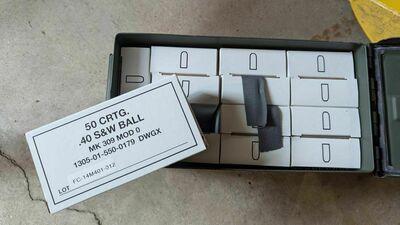 50 CRTG.
.40 S&W BALL
MK 309 MOD 0
1305-01-550-0179 DWGX
LOT FC-14M401-012